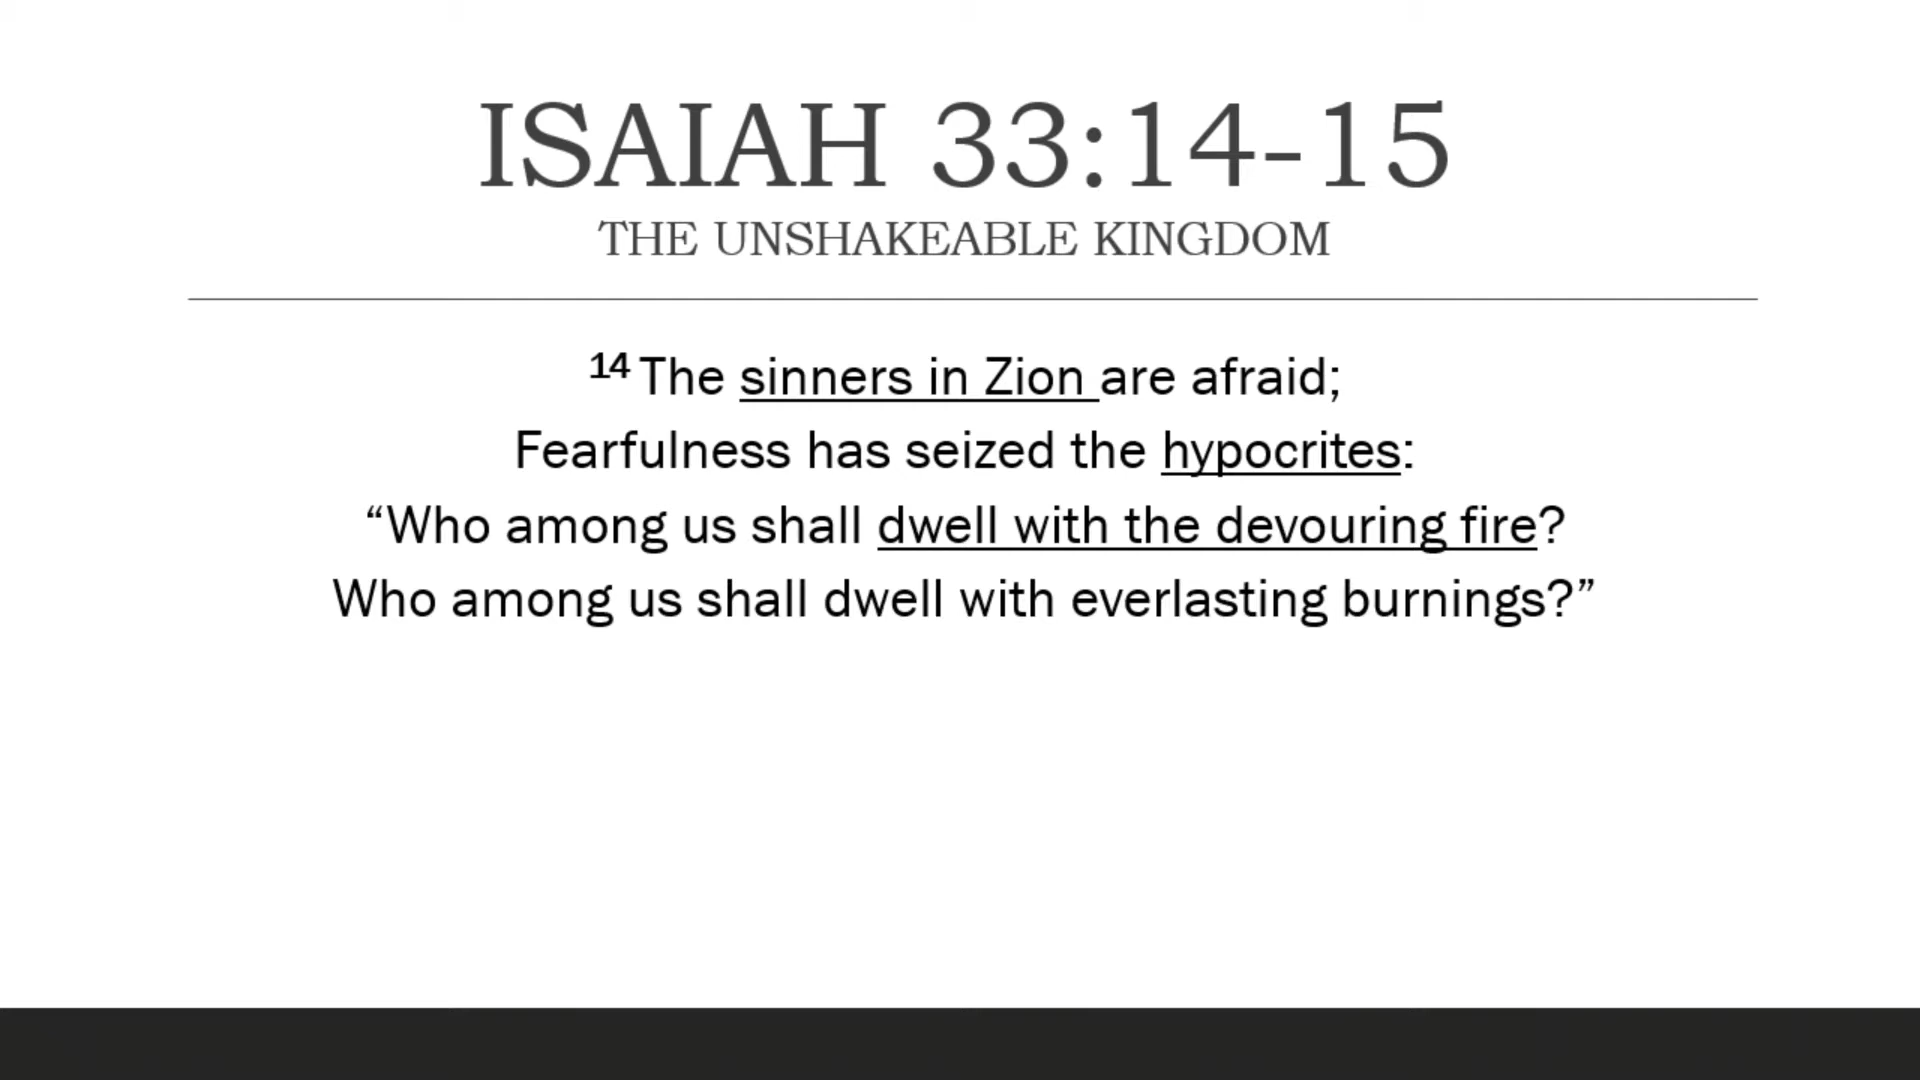 ISAIAH 33:14-15
THE UNSHAKEABLE KINGDOM
14 The sinners in Zion are afraid;
Fearfulness has seized the hypocrites:
“Who among us shall dwell with the devouring fire?
Who among us shall dwell with everlasting burnings?”